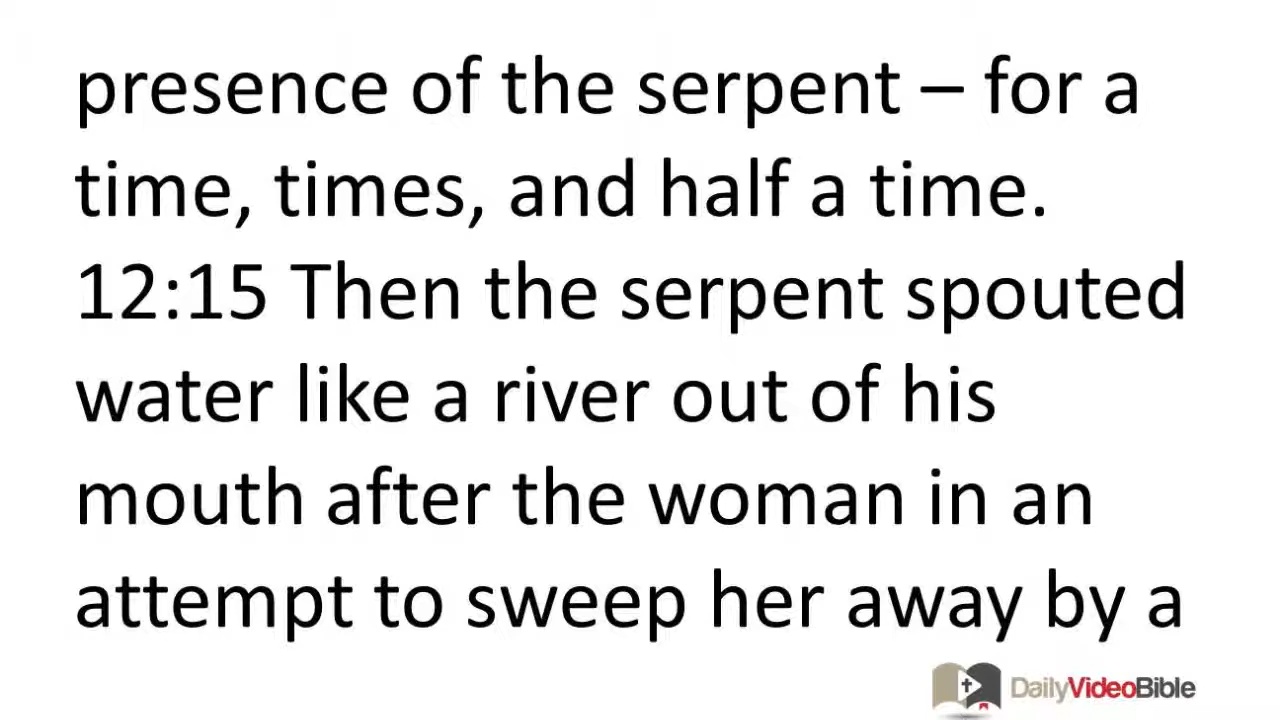 presence of the serpent – for a
time, times, and half a time.
12:15 Then the serpent spouted
water like a river out of his
mouth after the woman in an
attempt to sweep her away by a
DailyVideoBible